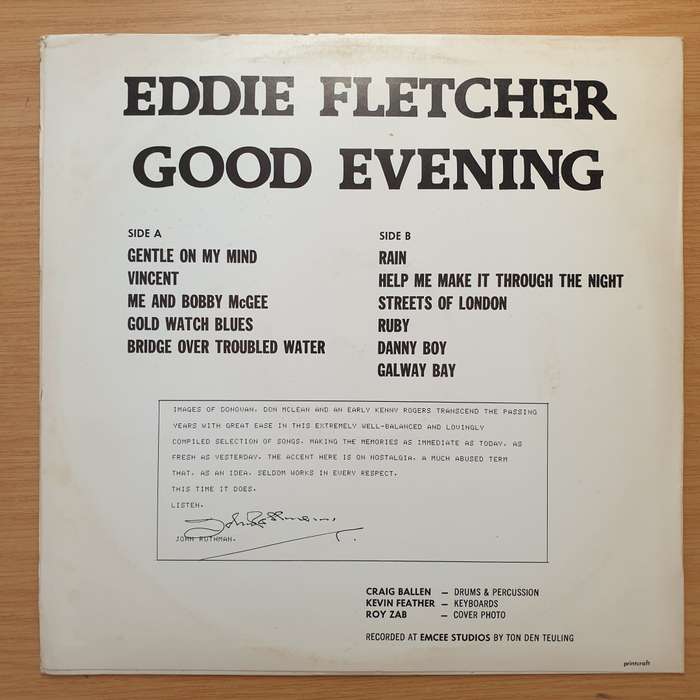 EDDIE FLETCHER
GOOD EVENING
SIDE A
GENTLE ON MY MIND
VINCENT
ME AND BOBBY McGEE
GOLD WATCH BLUES
BRIDGE OVER TROUBLED WATER
SIDE B
RAIN
HELP ME MAKE IT THROUGH THE NIGHT
STREETS OF LONDON
RUBY
DANNY BOY
GALWAY BAY
IMAGES OF DONOVAN, DON McLEAN AND AN EARLY KENNY ROGERS TRANSCEND THE PASSING
YEARS WITH GREAT EASE IN THIS EXTREMELY WELL-BALANCED AND LOVINGLY
COMPILED SELECTION OF SONGS, MAKING THE MEMORIES AS IMMEDIATE AS TODAY, AS
FRESH AS YESTERDAY. THE ACCENT HERE IS ON NOSTALGIA, A MUCH ABUSED TERM
THAT, AS AN IDEA, SELDOM WORKS IN EVERY RESPECT.
THIS TIME IT DOES.
LISTEN.
JOHN RUTHMAN.
CRAIG BALLEN – DRUMS & PERCUSSION
KEVIN FEATHER – KEYBOARDS
ROY ZAB – COVER PHOTO
RECORDED AT EMCEE STUDIOS BY TON DEN TEULING
printcraft